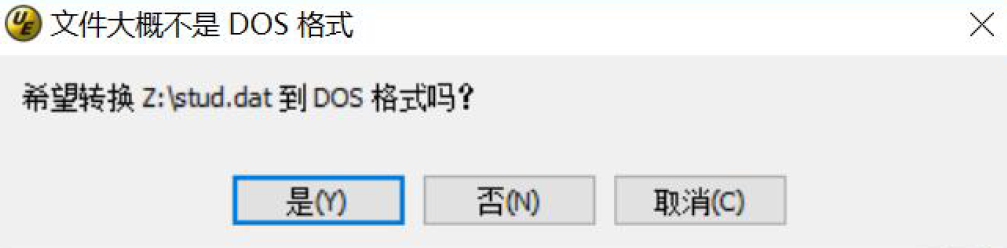 UE 文件大概不是 DOS 格式
希望转换 Z:\stud.dat 到 DOS 格式吗?
是(Y) 否(N) 取消(C)